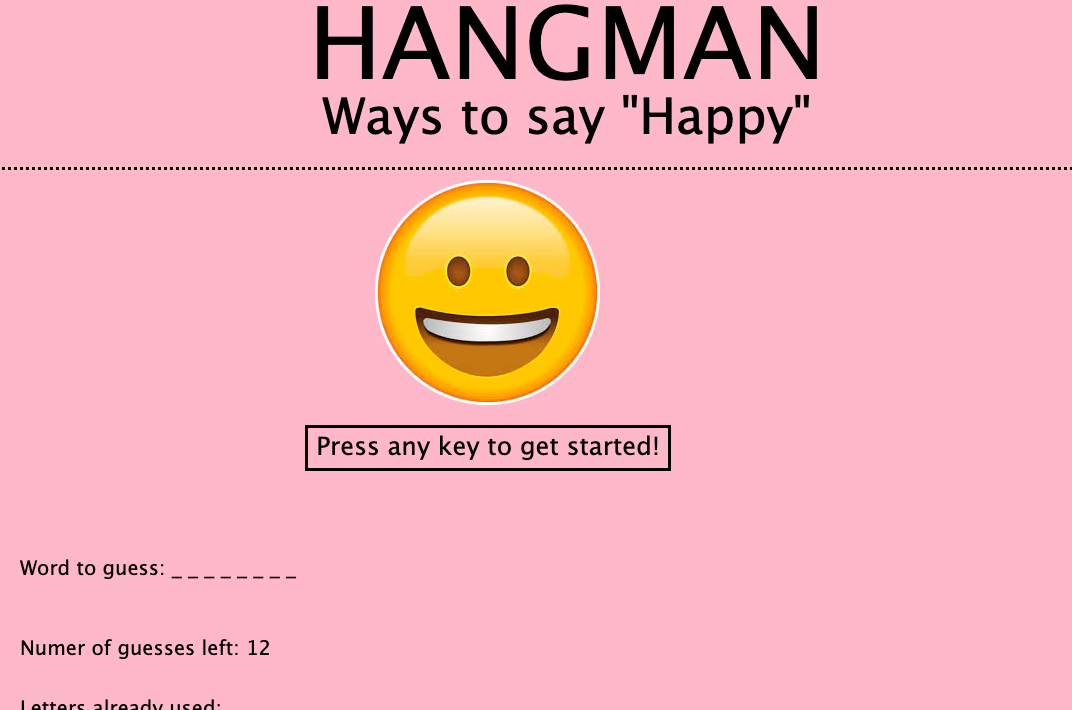 HANGMAN
Ways to say "Happy"
Press any key to get started!
Word to guess: _ _ _ _ _ _ _ _
Numer of guesses left: 12
Letters already used: